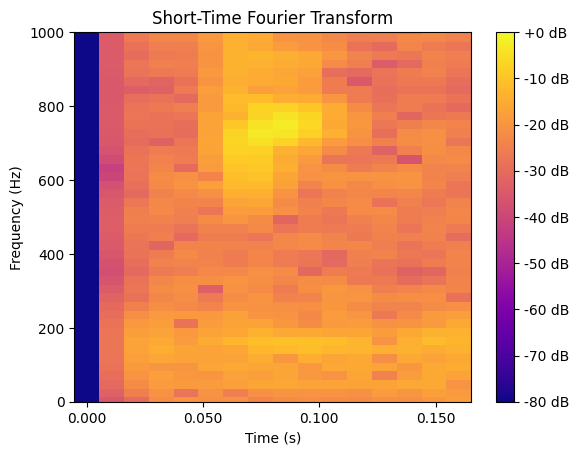 Short-Time Fourier Transform
Frequency (Hz)
1000
800
600
400
200
0
0.000
0.050
0.100
0.150
Time (s)
+0 dB
-10 dB
-20 dB
-30 dB
-40 dB
-50 dB
-60 dB
-70 dB
-80 dB